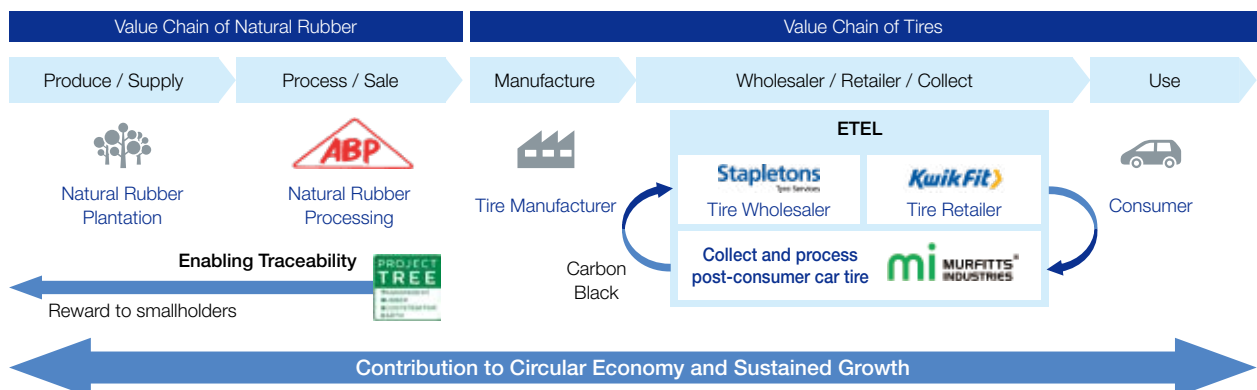 Value Chain of Natural Rubber
Value Chain of Tires
Produce / Supply
Process / Sale
Manufacture
Wholesaler / Retailer / Collect
Use
ETEL
ABP
Stapletons
Tyre Services
KwikFit
Natural Rubber
Plantation
Natural Rubber
Processing
Tire Manufacturer
Tire Wholesaler
Tire Retailer
Consumer
Enabling Traceability
PROJECT
TREE
Reward to smallholders
Carbon
Black
Collect and process
post-consumer car tire
mi MURFITTS®
INDUSTRIES
Contribution to Circular Economy and Sustained Growth